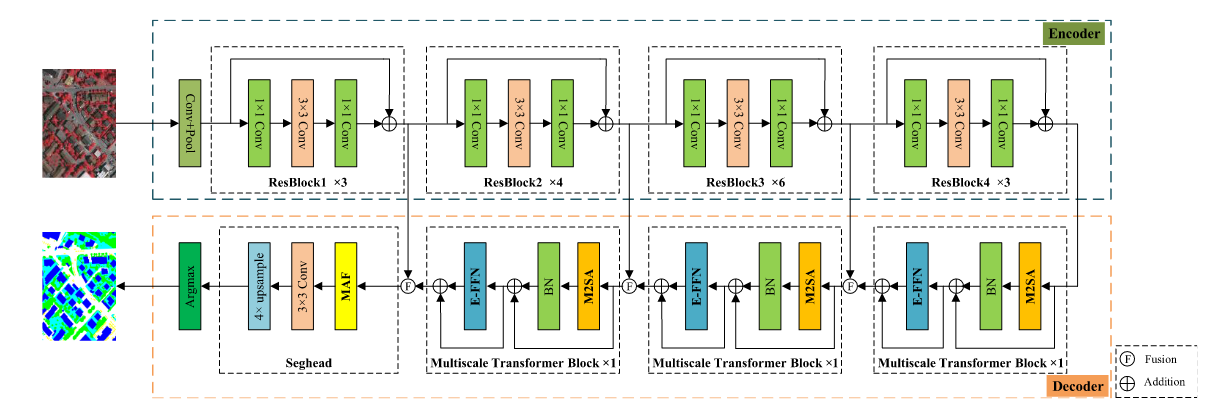 Encoder
Conv+Pool
1×1 Conv
3×3 Conv
1×1 Conv
ResBlock1 ×3
1×1 Conv
3×3 Conv
1×1 Conv
ResBlock2 ×4
1×1 Conv
3×3 Conv
1×1 Conv
ResBlock3 ×6
1×1 Conv
3×3 Conv
1×1 Conv
ResBlock4 ×3
Argmax
4× upsample
3×3 Conv
MAF
Seghead
F
E-FFN
BN
M2SA
Multiscale Transformer Block ×1
F
E-FFN
BN
M2SA
Multiscale Transformer Block ×1
F
E-FFN
BN
M2SA
Multiscale Transformer Block ×1
Decoder
F Fusion
Addition